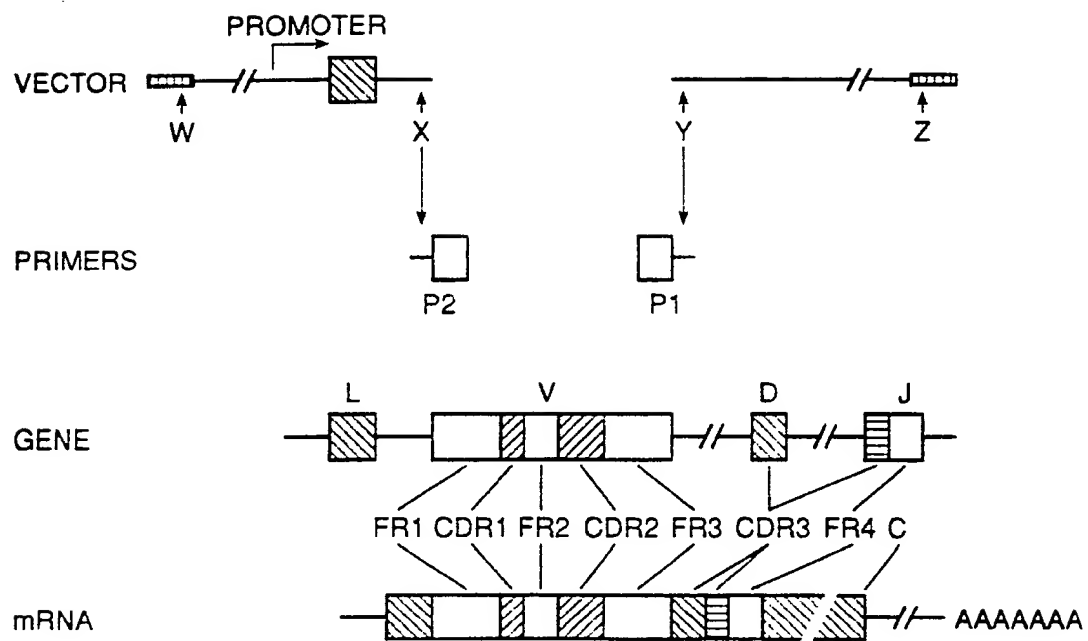 PROMOTER
VECTOR
W X Y Z
PRIMERS
P2 P1
L V D J
GENE
FR1 CDR1 FR2 CDR2 FR3 CDR3 FR4 C
mRNA AAAAAAA